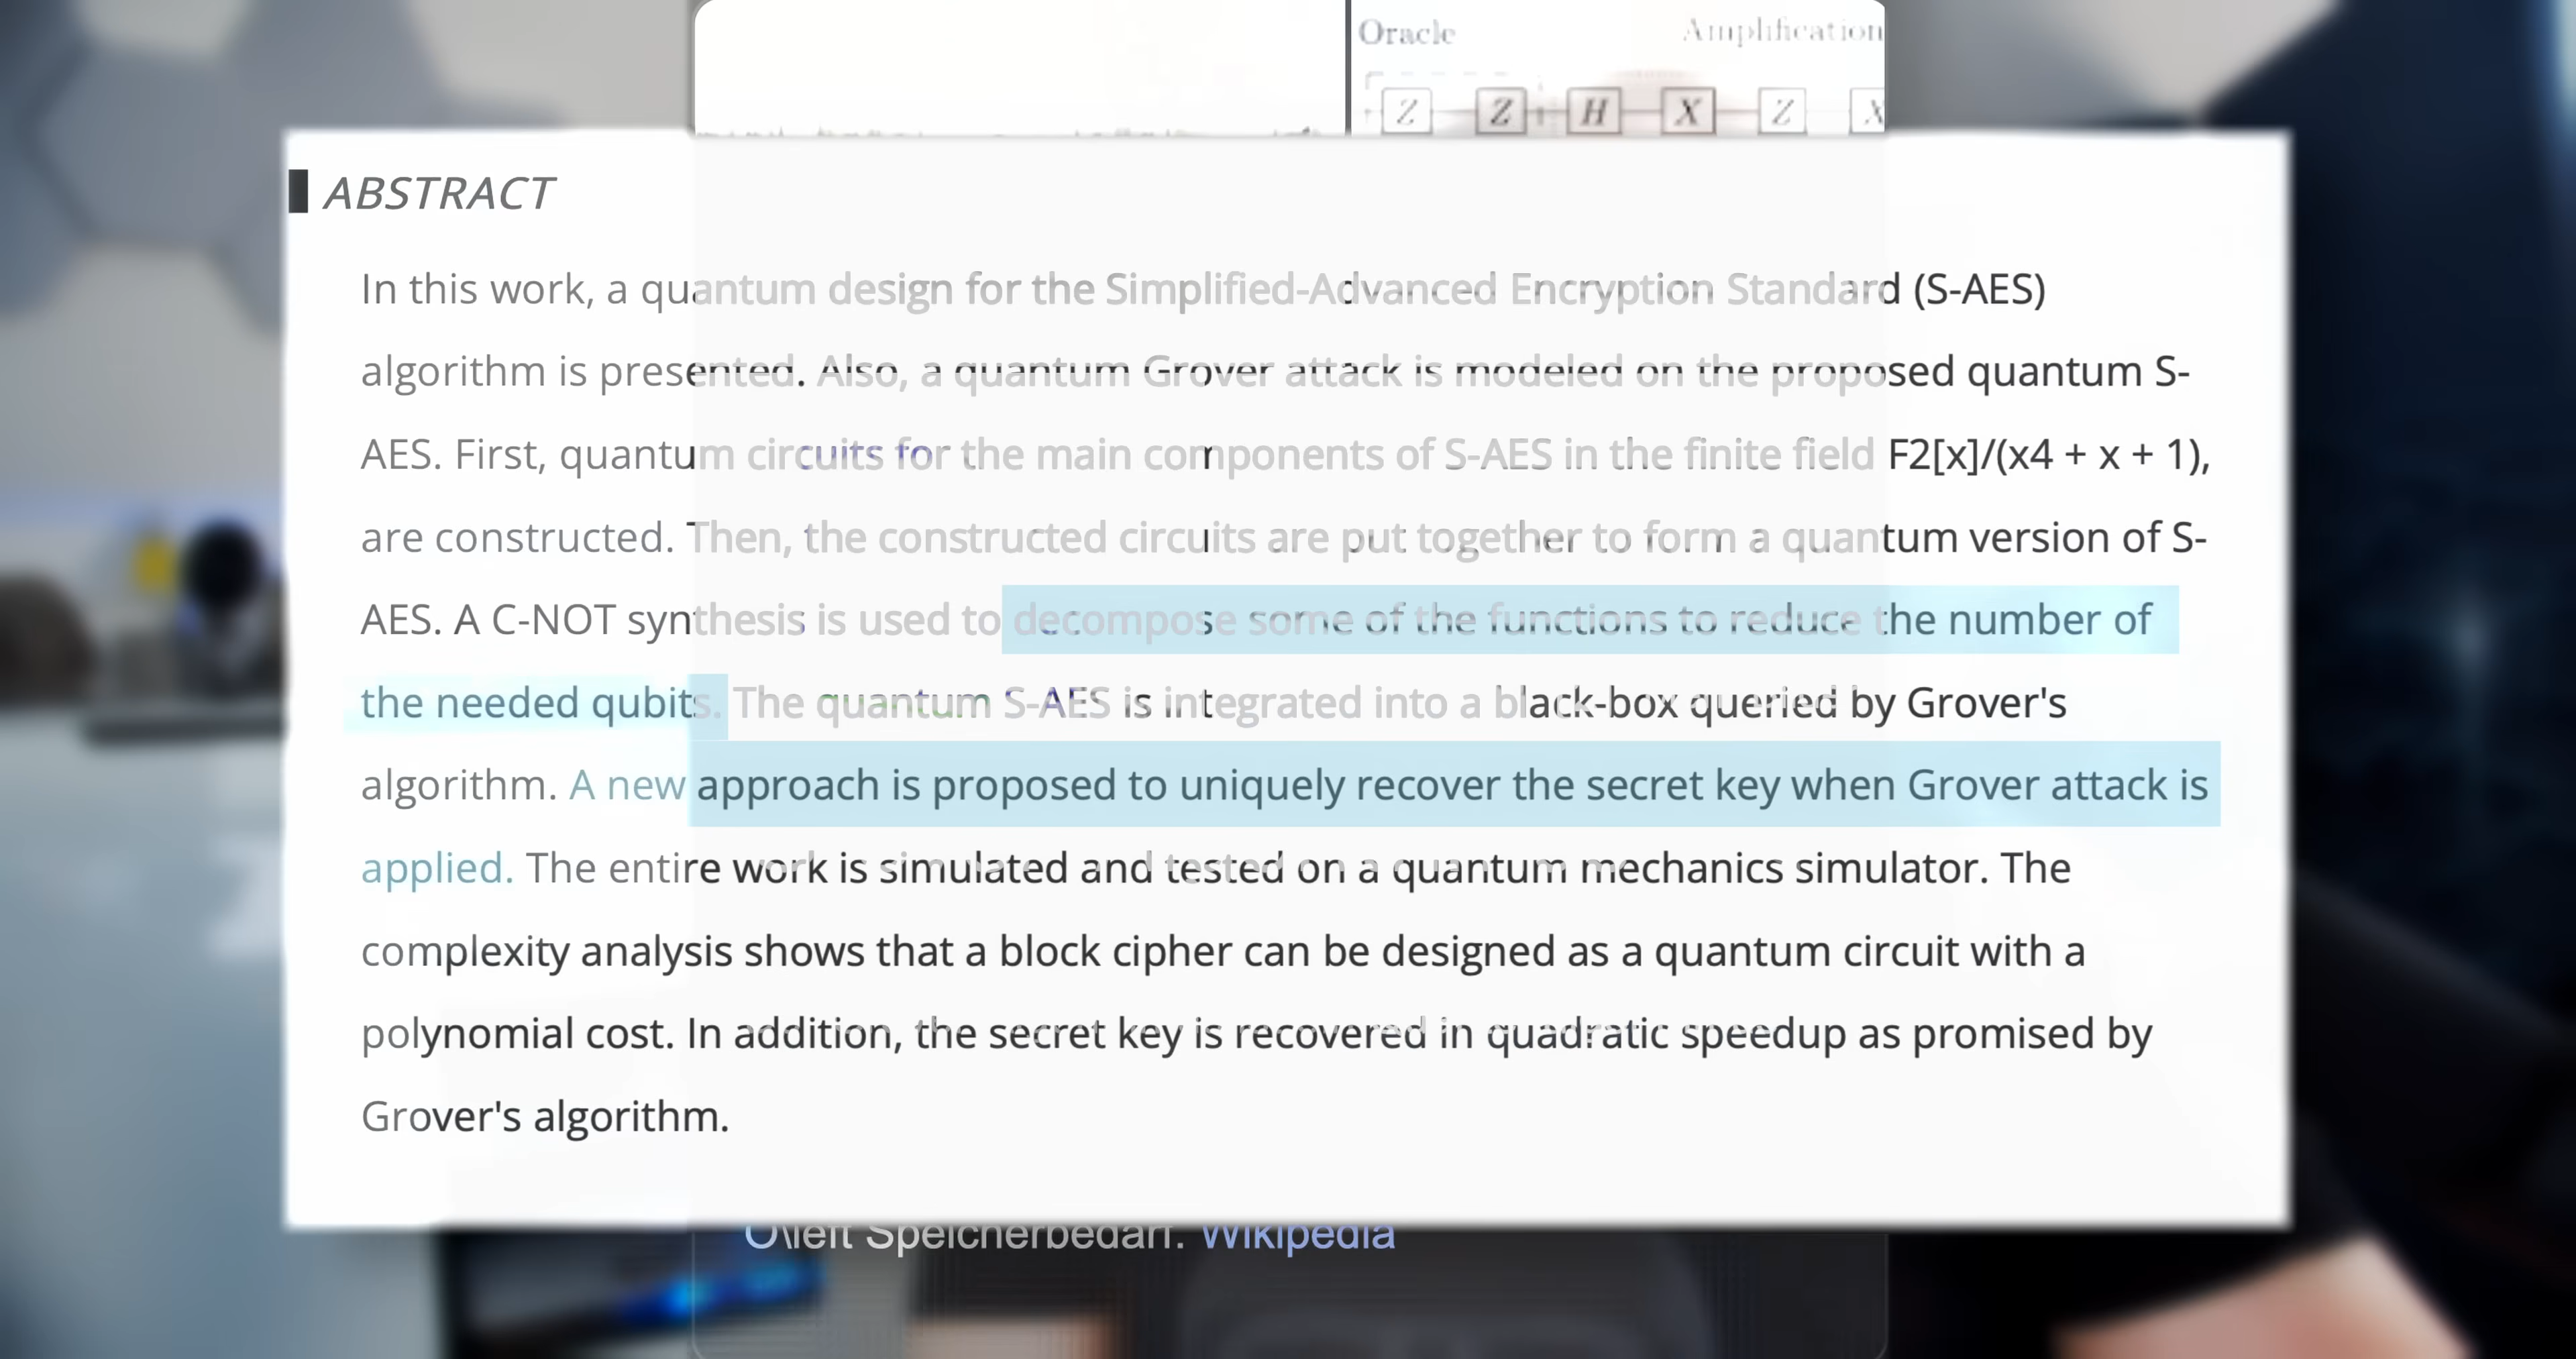 Oracle Amplification
Z Z H X Z X
ABSTRACT
In this work, a quantum design for the Simplified-Advanced Encryption Standard (S-AES)
algorithm is presented. Also, a quantum Grover attack is modeled on the proposed quantum S-
AES. First, quantum circuits for the main components of S-AES in the finite field F2[x]/(x4 + x + 1),
are constructed. Then, the constructed circuits are put together to form a quantum version of S-
AES. A C-NOT synthesis is used to decompose some of the functions to reduce the number of
the needed qubits. The quantum S-AES is integrated into a black-box queried by Grover's
algorithm. A new approach is proposed to uniquely recover the secret key when Grover attack is
applied. The entire work is simulated and tested on a quantum mechanics simulator. The
complexity analysis shows that a block cipher can be designed as a quantum circuit with a
polynomial cost. In addition, the secret key is recovered in quadratic speedup as promised by
Grover's algorithm.
O\left Speicherbedarf. Wikipedia